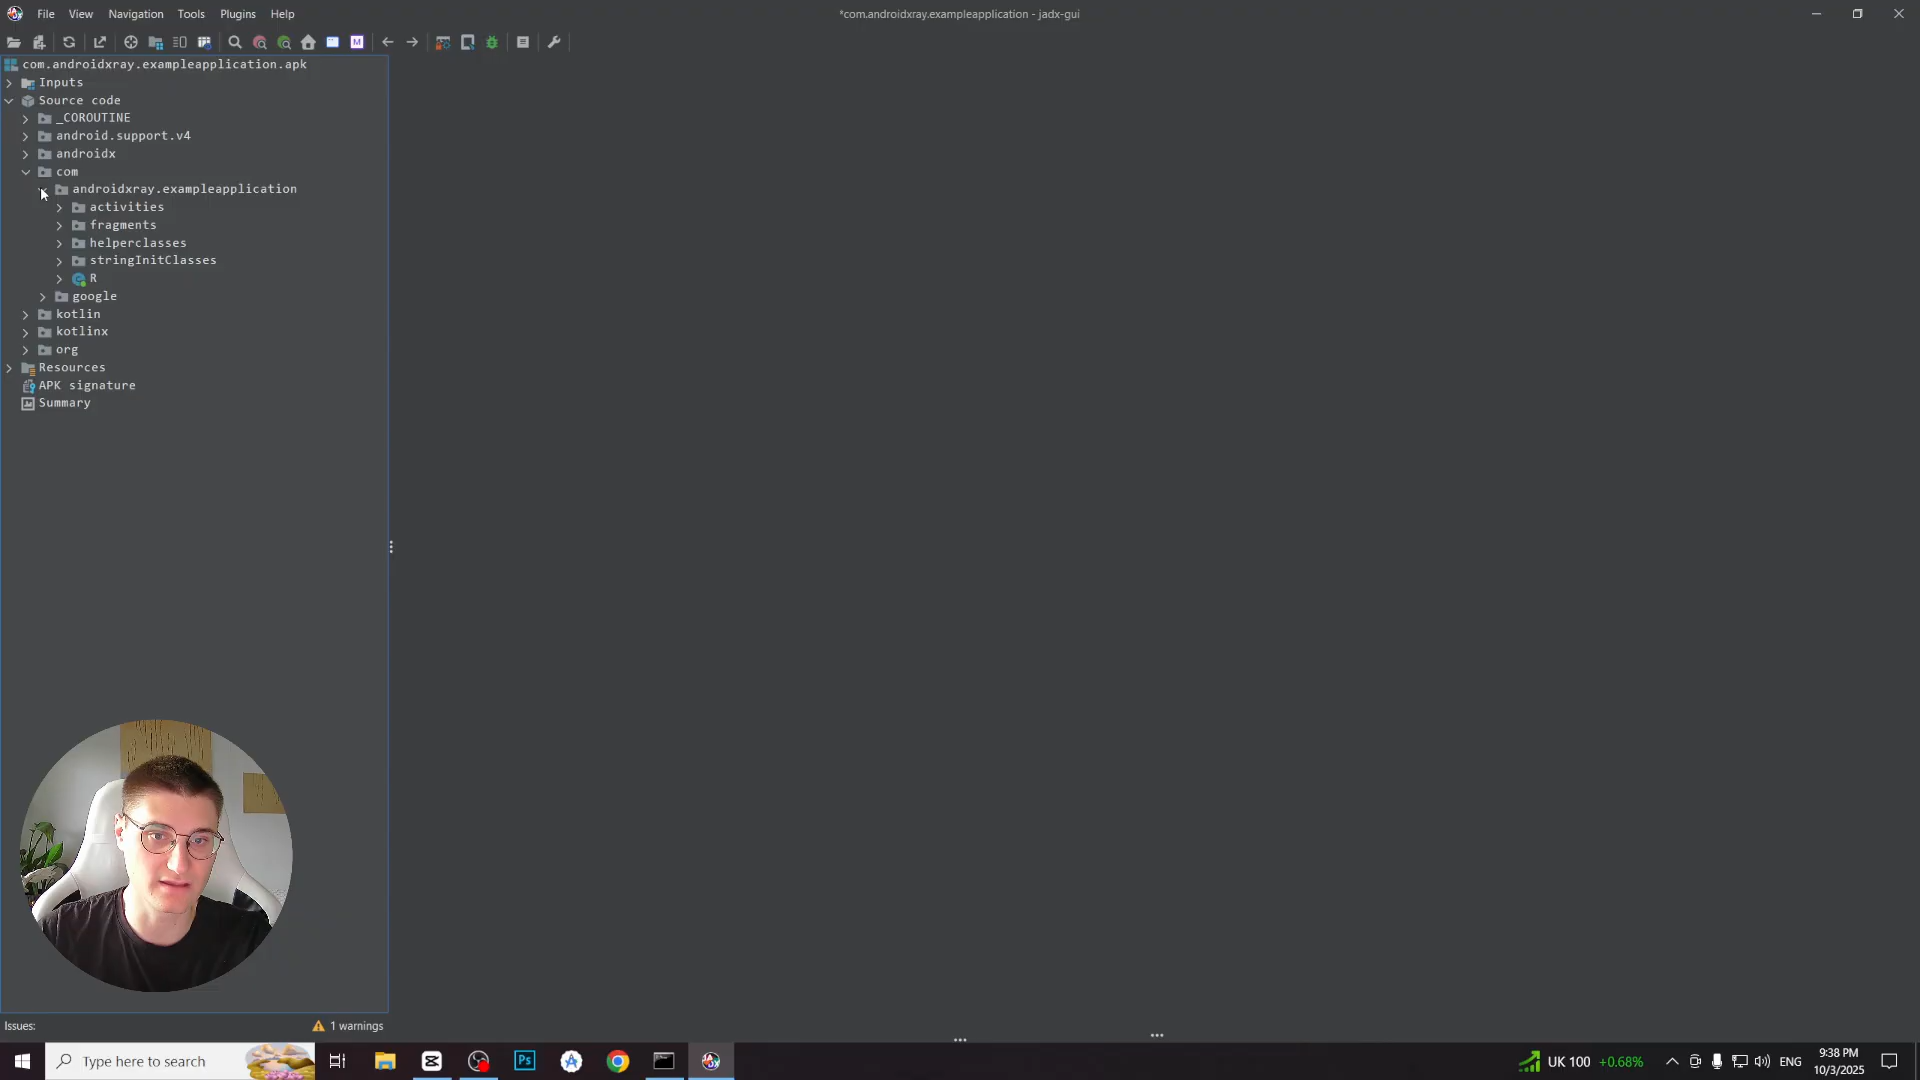 File View Navigation Tools Plugins Help
*com.androidxray.exampleapplication - jadx-gui
com.androidxray.exampleapplication.apk
Inputs
Source code
_COROUTINE
android.support.v4
androidx
com
androidxray.exampleapplication
activities
fragments
helperclasses
stringInitClasses
R
google
kotlin
kotlinx
org
Resources
APK signature
Summary
Issues:
1 warnings
Type here to search
Ps
UK 100 +0.68%
ENG
9:38 PM
10/3/2025